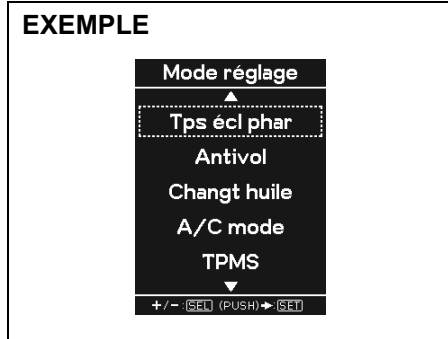 EXEMPLE
Mode réglage
Tps écl phar
Antivol
Changt huile
A/C mode
TPMS
+/-:SEL (PUSH)→:SET